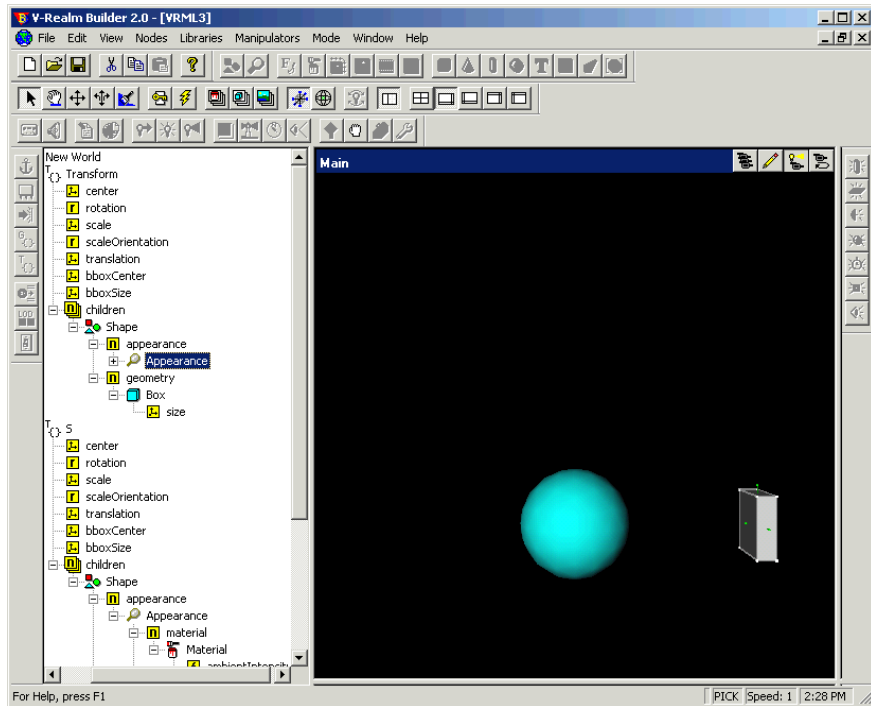 V-Realm Builder 2.0 - [VRML3]
File Edit View Nodes Libraries Manipulators Mode Window Help
New World
Transform
center
rotation
scale
scaleOrientation
translation
bboxCenter
bboxSize
children
Shape
appearance
Appearance
geometry
Box
size
S
center
rotation
scale
scaleOrientation
translation
bboxCenter
bboxSize
children
Shape
appearance
Appearance
material
Material
ambientIntensity
Main
LOD
For Help, press F1
PICK Speed: 1 2:28 PM